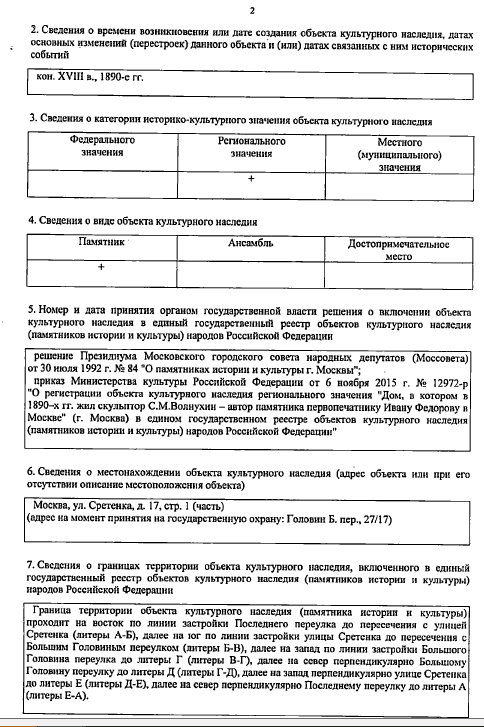 2
2. Сведения о времени возникновения или дате создания объекта культурного наследия, датах
основных изменений (перестроек) данного объекта и (или) датах связанных с ним исторических
событий
кон. XVIII в., 1890-е гг.
3. Сведения о категории историко-культурного значения объекта культурного наследия
Федерального
значения
Регионального
значения
Местного
(муниципального)
значения
+
4. Сведения о виде объекта культурного наследия
Памятник
Ансамбль
Достопримечательное
место
+
5. Номер и дата принятия органом государственной власти решения о включении объекта
культурного наследия в единый государственный реестр объектов культурного наследия
(памятников истории и культуры) народов Российской Федерации
решение Президиума Московского городского совета народных депутатов (Моссовета)
от 30 июля 1992 г. № 84 "О памятниках истории и культуры г. Москвы";
приказ Министерства культуры Российской Федерации от 6 ноября 2015 г. № 12972-р
"О регистрации объекта культурного наследия регионального значения "Дом, в котором в
1890–х гг. жил скульптор С.М.Волнухин – автор памятника первопечатнику Ивану Федорову в
Москве" (г. Москва) в едином государственном реестре объектов культурного наследия
(памятников истории и культуры) народов Российской Федерации"
6. Сведения о местонахождении объекта культурного наследия (адрес объекта или при его
отсутствии описание местоположения объекта)
Москва, ул. Сретенка, д. 17, стр. 1 (часть)
(адрес на момент принятия на государственную охрану: Головин Б. пер., 27/17)
7. Сведения о границах территории объекта культурного наследия, включенного в единый
государственный реестр объектов культурного наследия (памятников истории и культуры)
народов Российской Федерации
Граница территории объекта культурного наследия (памятника истории и культуры)
проходит на восток по линии застройки Последнего переулка до пересечения с улицей
Сретенка (литеры А-Б), далее на юг по линии застройки улицы Сретенка до пересечения с
Большим Головиным переулком (литеры Б-В), далее на запад по линии застройки Большого
Головина переулка до литеры Г (литеры В-Г), далее на север перпендикулярно Большому
Головину переулку до литеры Д (литеры Г-Д), далее на запад перпендикулярно улице Сретенка
до литеры Е (литеры Д-Е), далее на север перпендикулярно Последнему переулку до литеры А
(литеры Е-А).